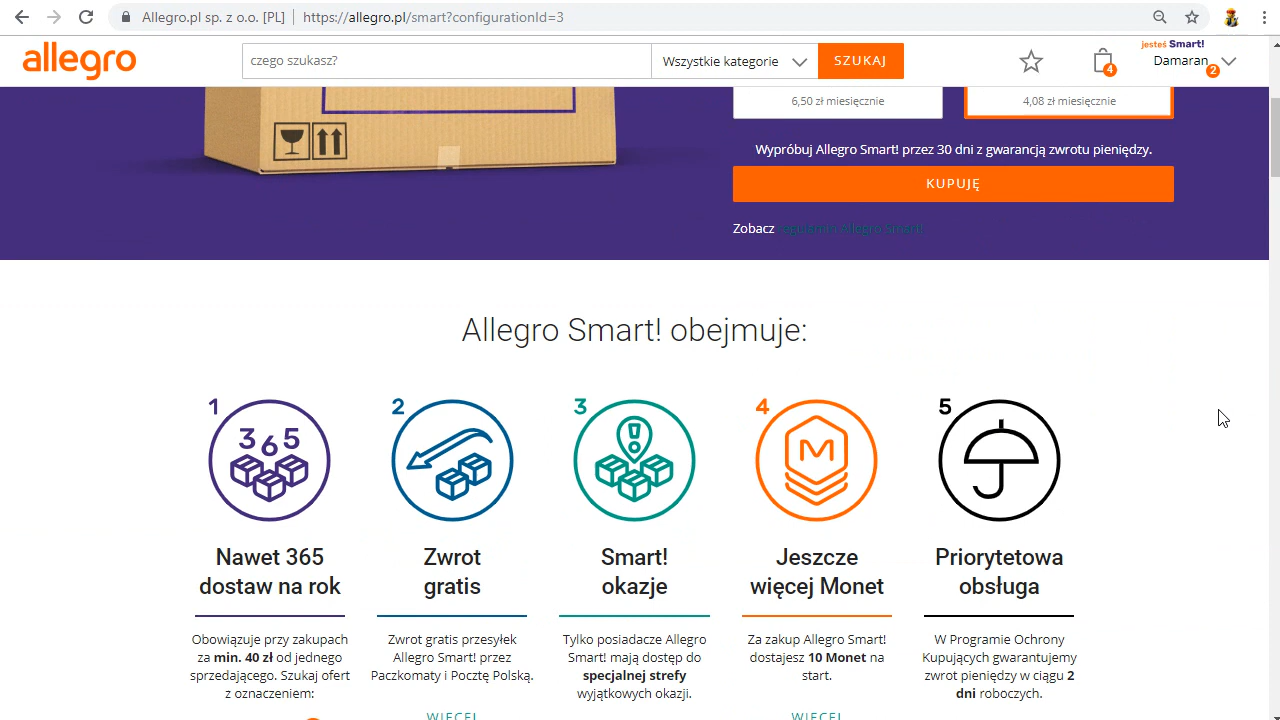 Allegro.pl sp. z o.o. [PL] https://allegro.pl/smart?configurationId=3
allegro
czego szukasz?
Wszystkie kategorie
SZUKAJ
4
jesteś Smart!
Damaran
2
6,50 zł miesięcznie
4,08 zł miesięcznie
Wypróbuj Allegro Smart! przez 30 dni z gwarancją zwrotu pieniędzy.
KUPUJĘ
Zobacz regulamin Allegro Smart!
Allegro Smart! obejmuje:
1
365
Nawet 365
dostaw na rok
Obowiązuje przy zakupach
za min. 40 zł od jednego
sprzedającego. Szukaj ofert
z oznaczeniem:
2
Zwrot
gratis
Zwrot gratis przesyłek
Allegro Smart! przez
Paczkomaty i Pocztę Polską.
WIĘCEJ
3
Smart!
okazje
Tylko posiadacze Allegro
Smart! mają dostęp do
specjalnej strefy
wyjątkowych okazji.
4
M
Jeszcze
więcej Monet
Za zakup Allegro Smart!
dostajesz 10 Monet na
start.
WIĘCEJ
5
Priorytetowa
obsługa
W Programie Ochrony
Kupujących gwarantujemy
zwrot pieniędzy w ciągu 2
dni roboczych.